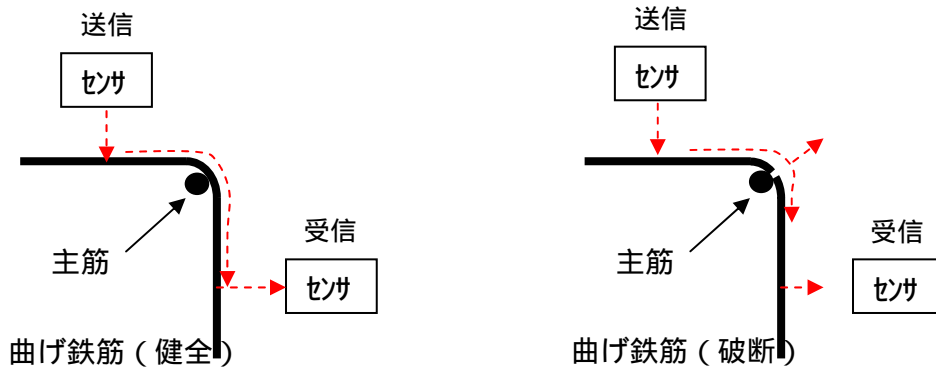 送信
センサ
主筋
受信
センサ
曲げ鉄筋（健全）
送信
センサ
主筋
受信
センサ
曲げ鉄筋（破断）